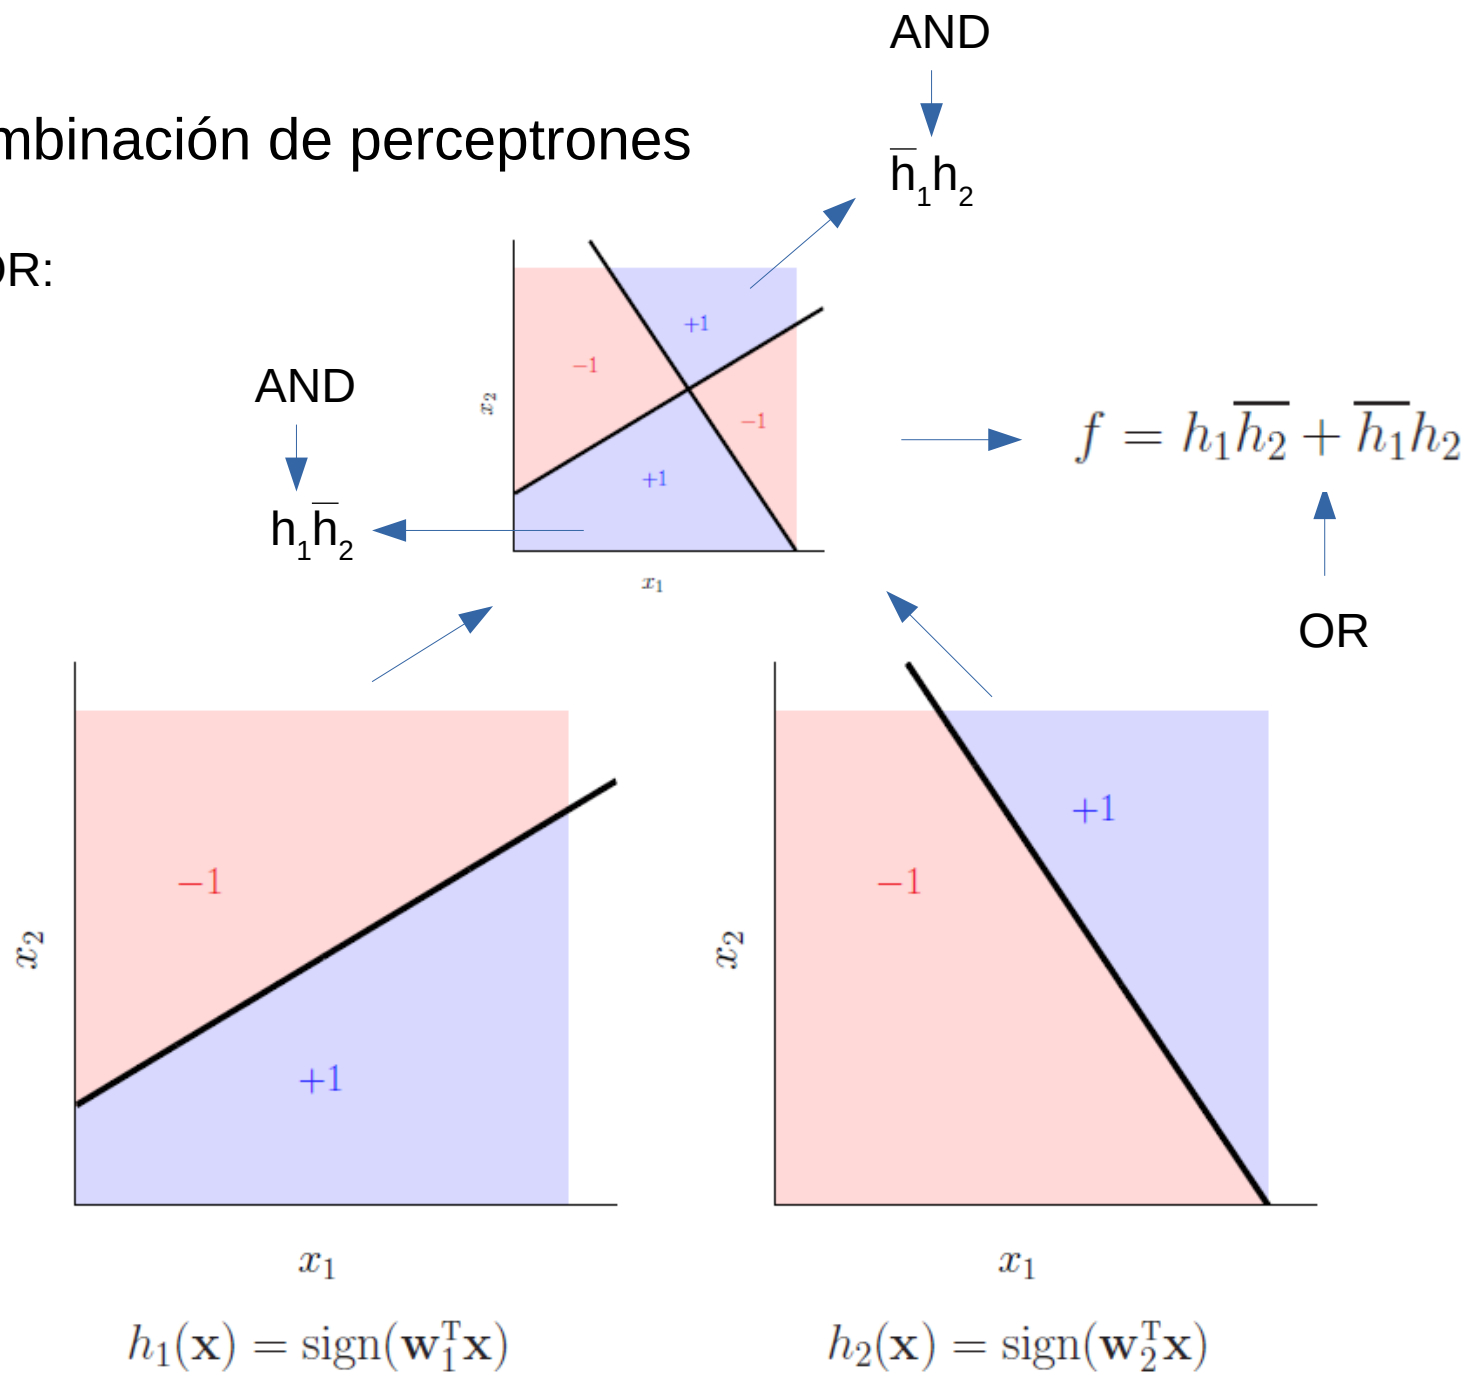 AND
mbinación de perceptrones
h̅₁h₂
OR:
+1
-1
x₂
-1
+1
x₁
AND
h₁h̅₂
f = h₁h̅₂ + h̅₁h₂
OR
-1
+1
x₂
x₁
h₁(x) = sign(w₁ᵀx)
-1
+1
x₂
x₁
h₂(x) = sign(w₂ᵀx)